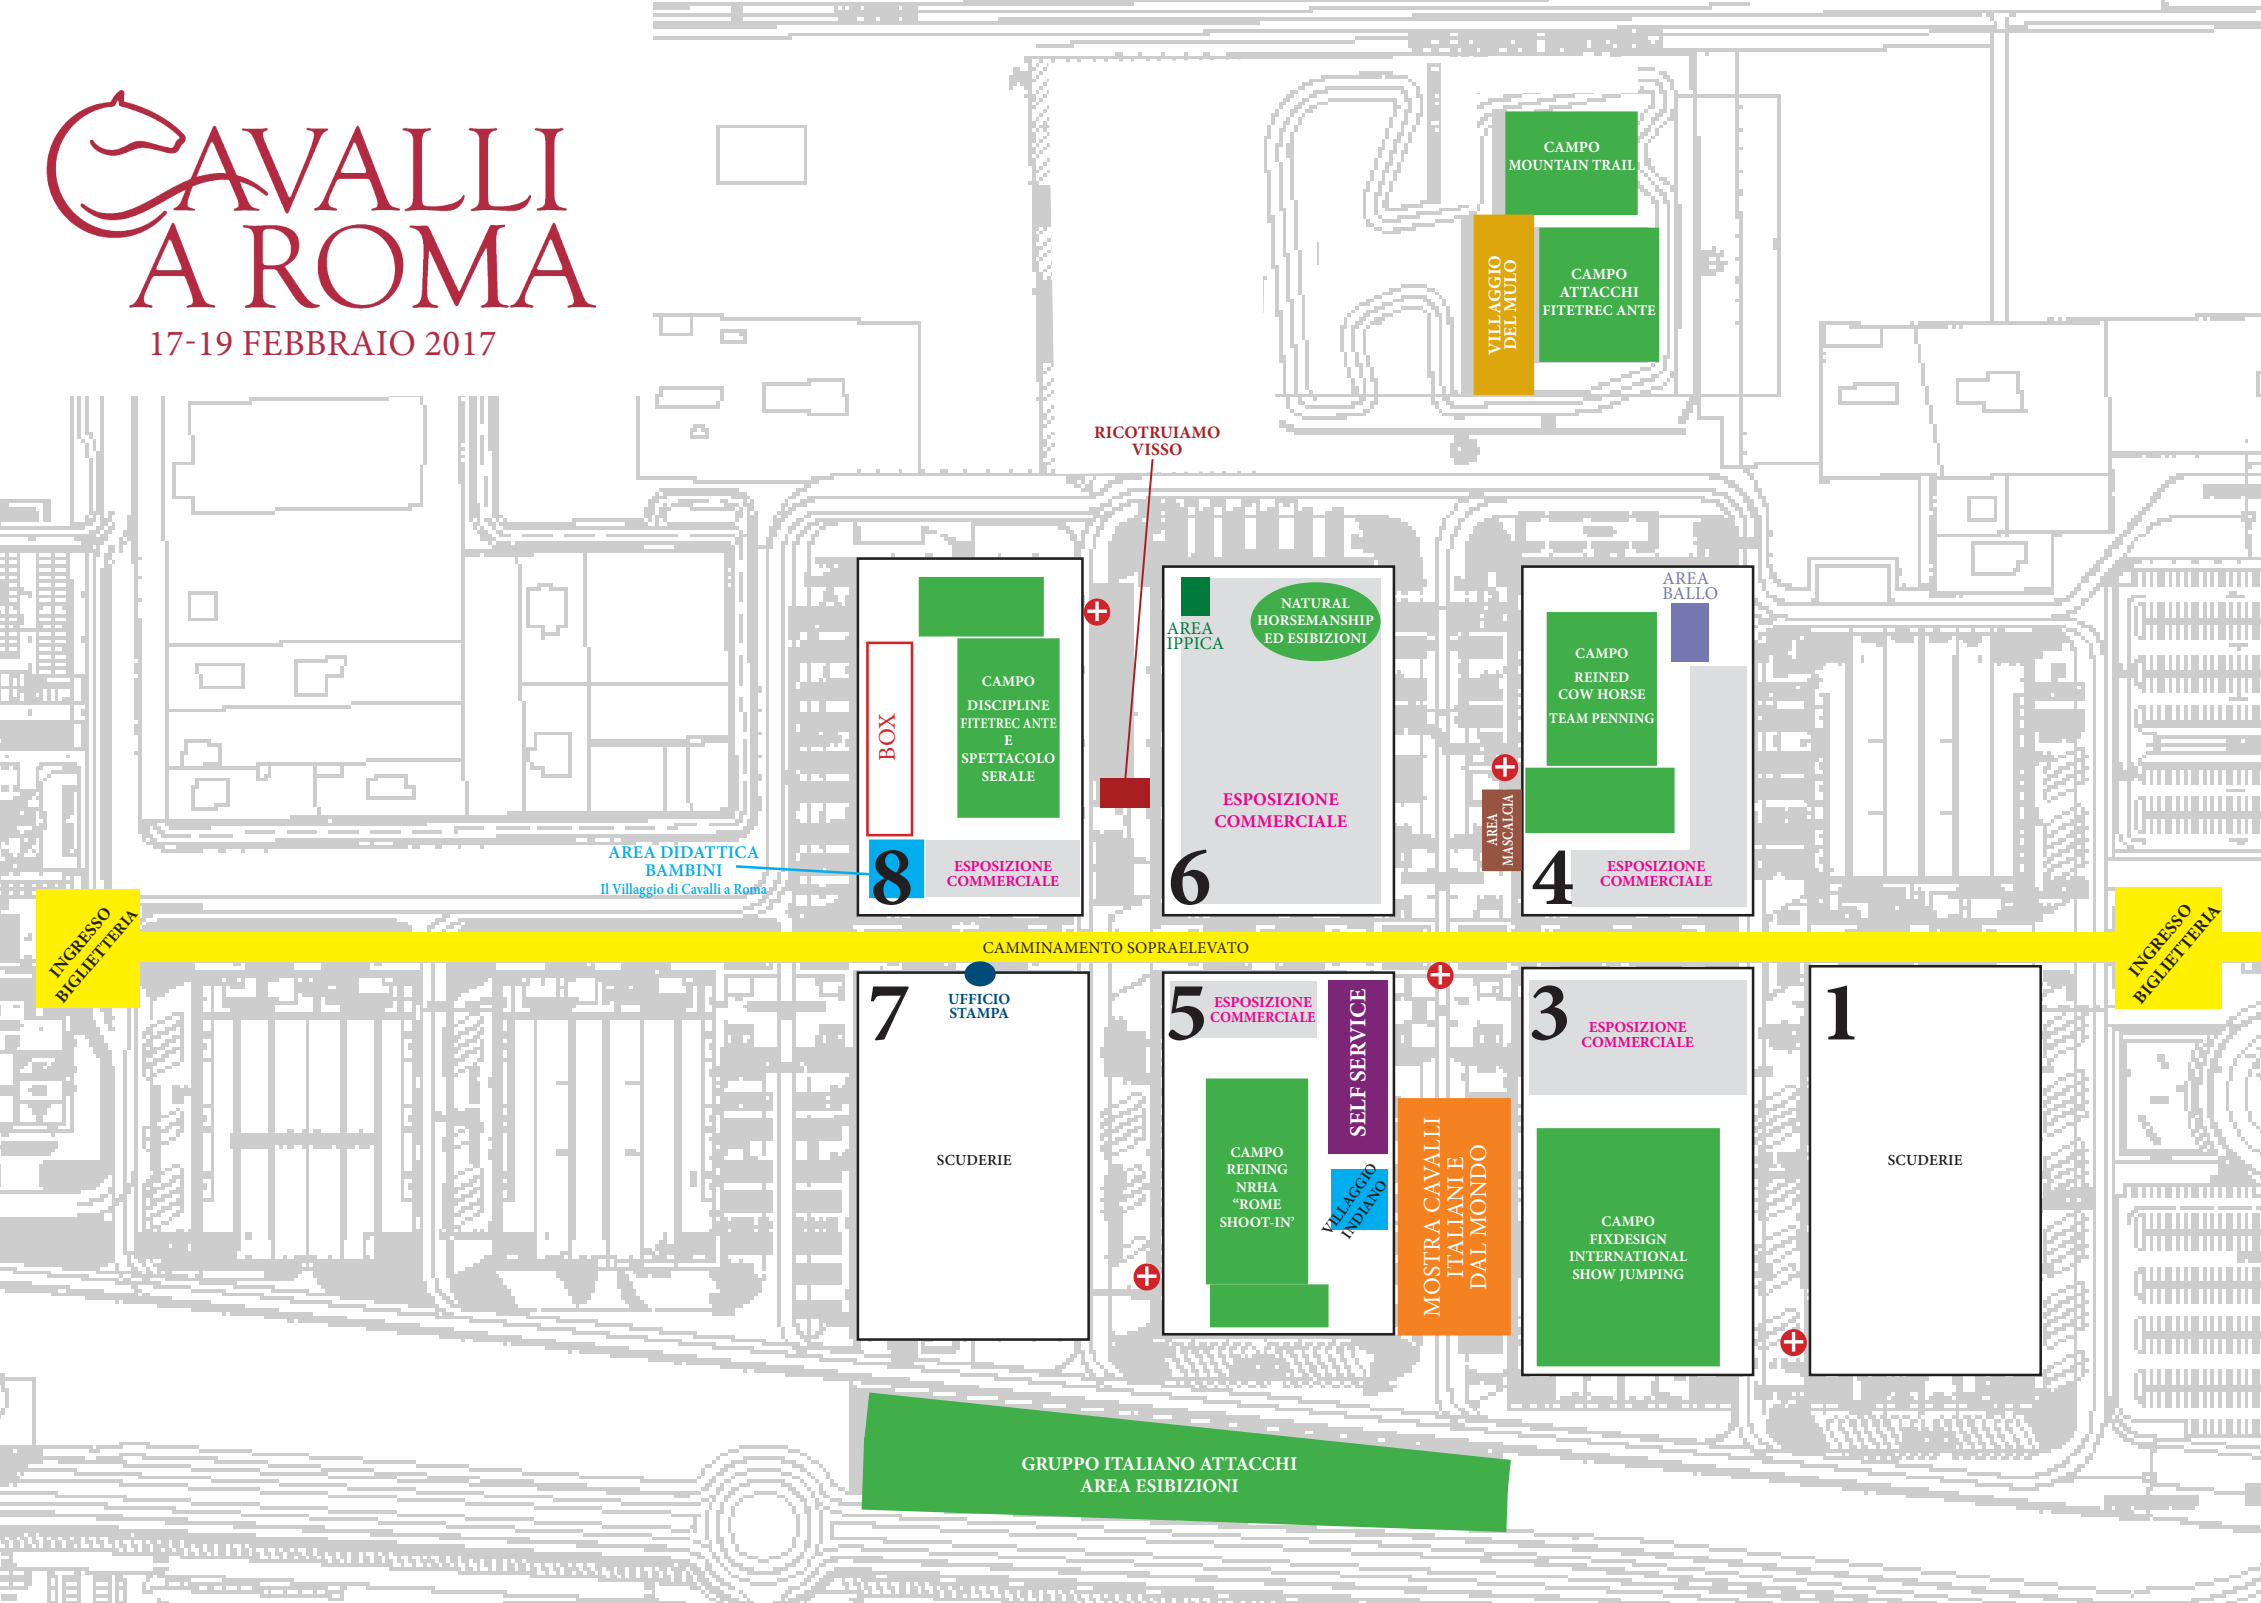 CAVALLI
A ROMA
17-19 FEBBRAIO 2017
CAMPO
MOUNTAIN TRAIL
VILLAGGIO
DEL MULO
CAMPO
ATTACCHI
FITETREC ANTE
RICOTRUIAMO
VISSO
BOX
CAMPO
DISCIPLINE
FITETREC ANTE
E
SPETTACOLO
SERALE
AREA DIDATTICA
BAMBINI
Il Villaggio di Cavalli a Roma
8
ESPOSIZIONE
COMMERCIALE
AREA
IPPICA
NATURAL
HORSEMANSHIP
ED ESIBIZIONI
ESPOSIZIONE
COMMERCIALE
6
AREA
BALLO
CAMPO
REINED
COW HORSE
TEAM PENNING
AREA
MASCALCIA
4
ESPOSIZIONE
COMMERCIALE
INGRESSO
BIGLIETTERIA
CAMMINAMENTO SOPRAELEVATO
INGRESSO
BIGLIETTERIA
7
UFFICIO
STAMPA
SCUDERIE
5
ESPOSIZIONE
COMMERCIALE
SELF SERVICE
CAMPO
REINING
NRHA
“ROME
SHOOT-IN’
VILLAGGIO
INDIANO
MOSTRA CAVALLI
ITALIANI E
DAL MONDO
3
ESPOSIZIONE
COMMERCIALE
CAMPO
FIXDESIGN
INTERNATIONAL
SHOW JUMPING
1
SCUDERIE
GRUPPO ITALIANO ATTACCHI
AREA ESIBIZIONI